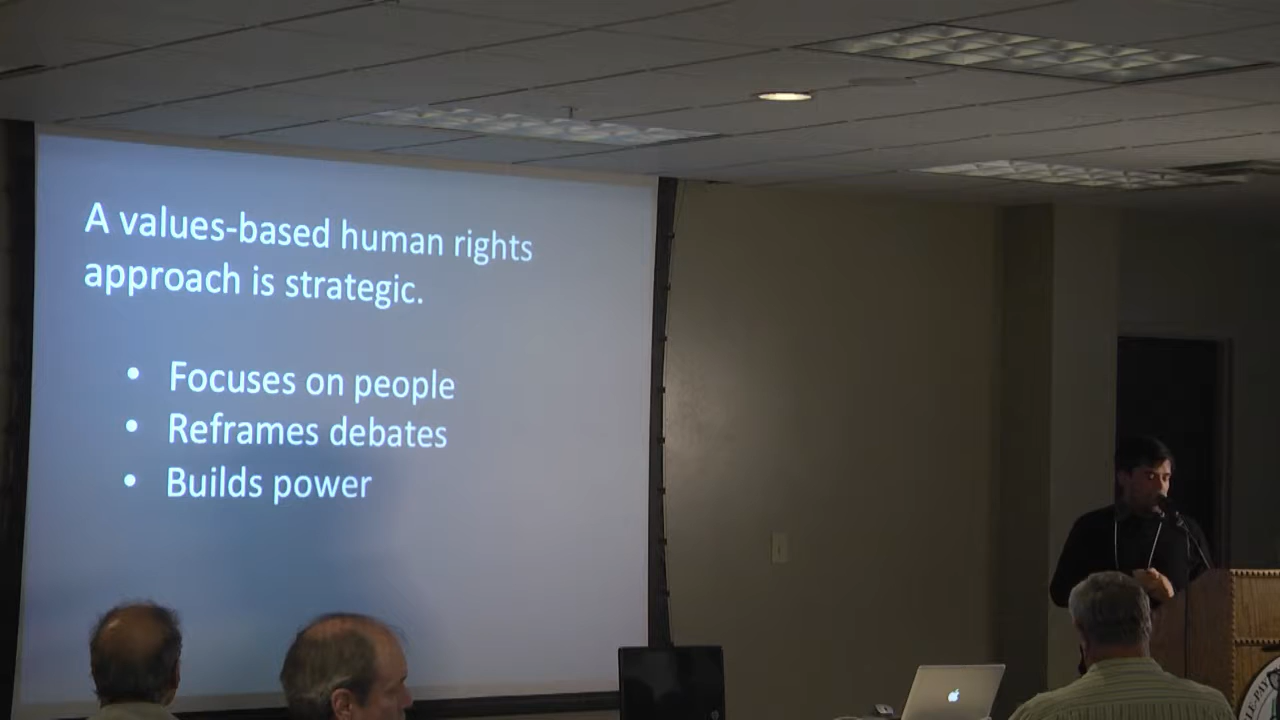 A values-based human rights
approach is strategic.
• Focuses on people
• Reframes debates
• Builds power